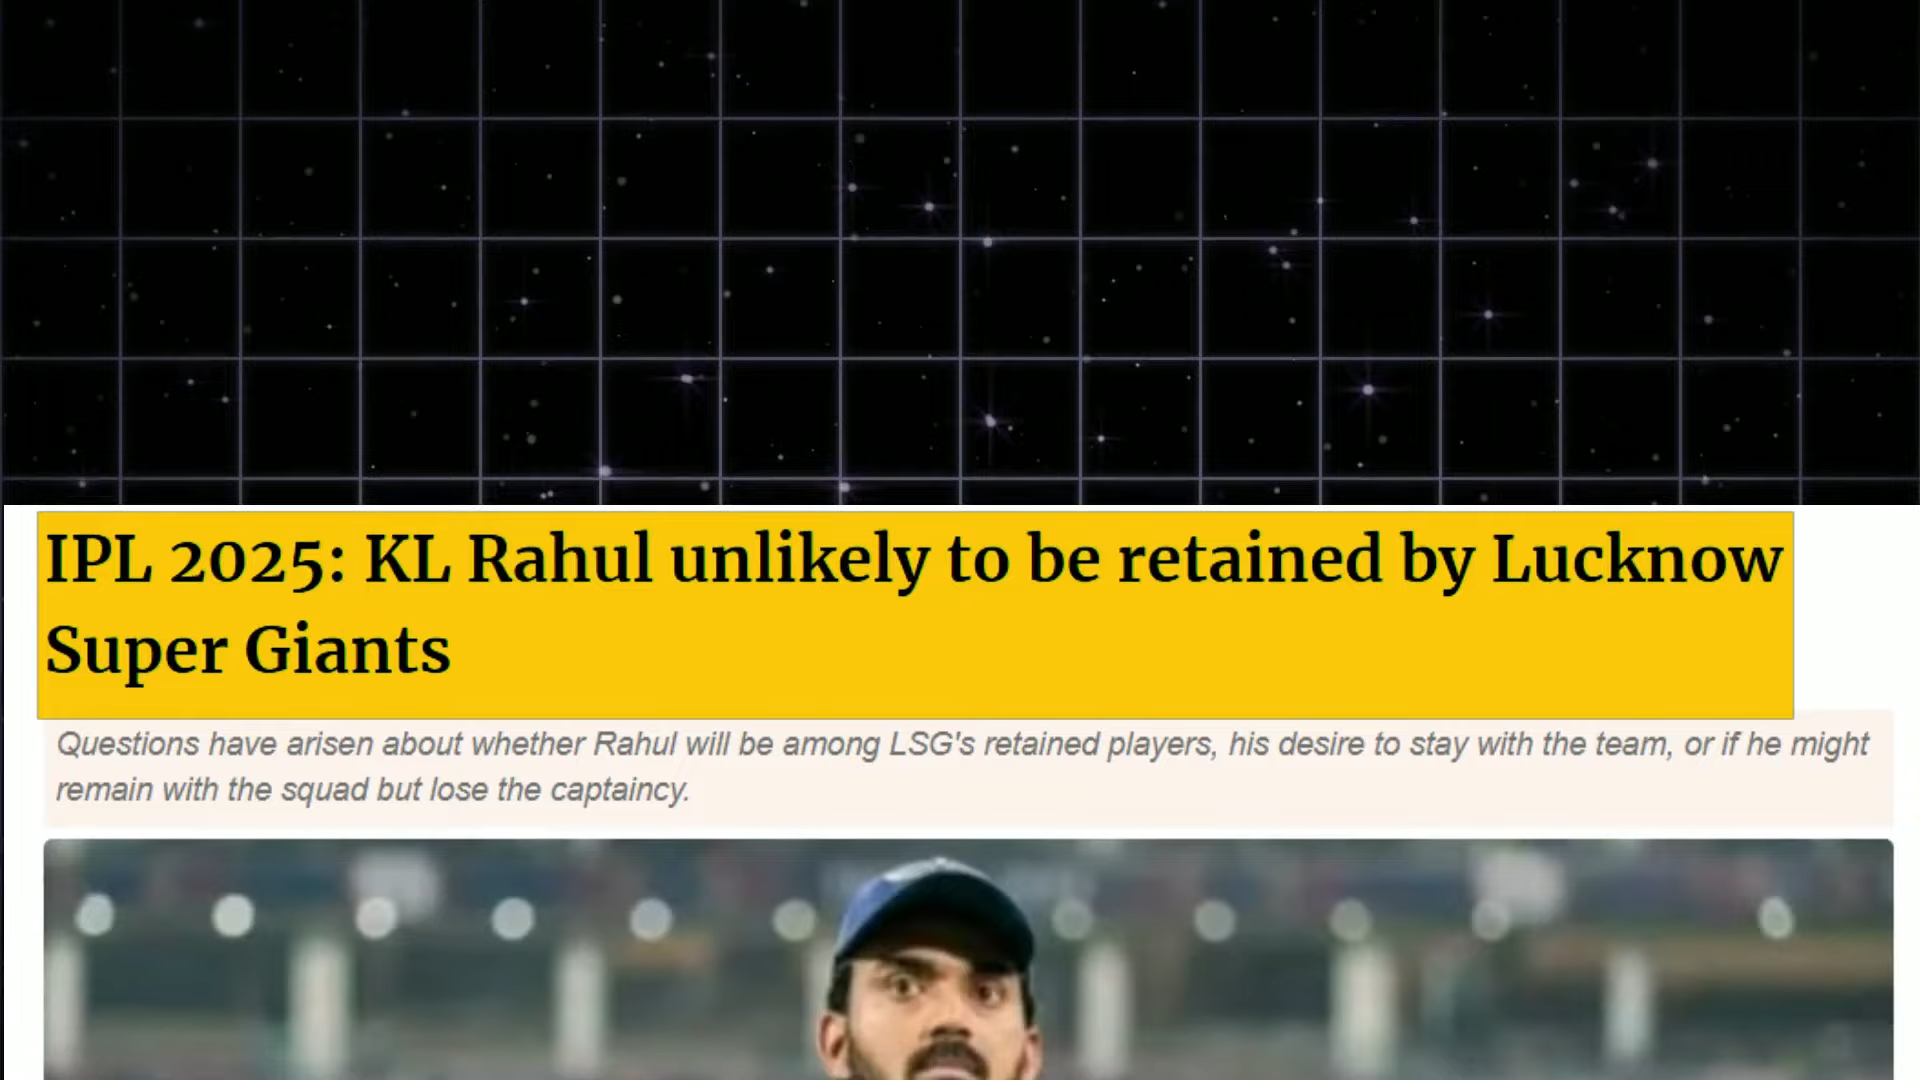 IPL 2025: KL Rahul unlikely to be retained by Lucknow
Super Giants
Questions have arisen about whether Rahul will be among LSG's retained players, his desire to stay with the team, or if he might
remain with the squad but lose the captaincy.